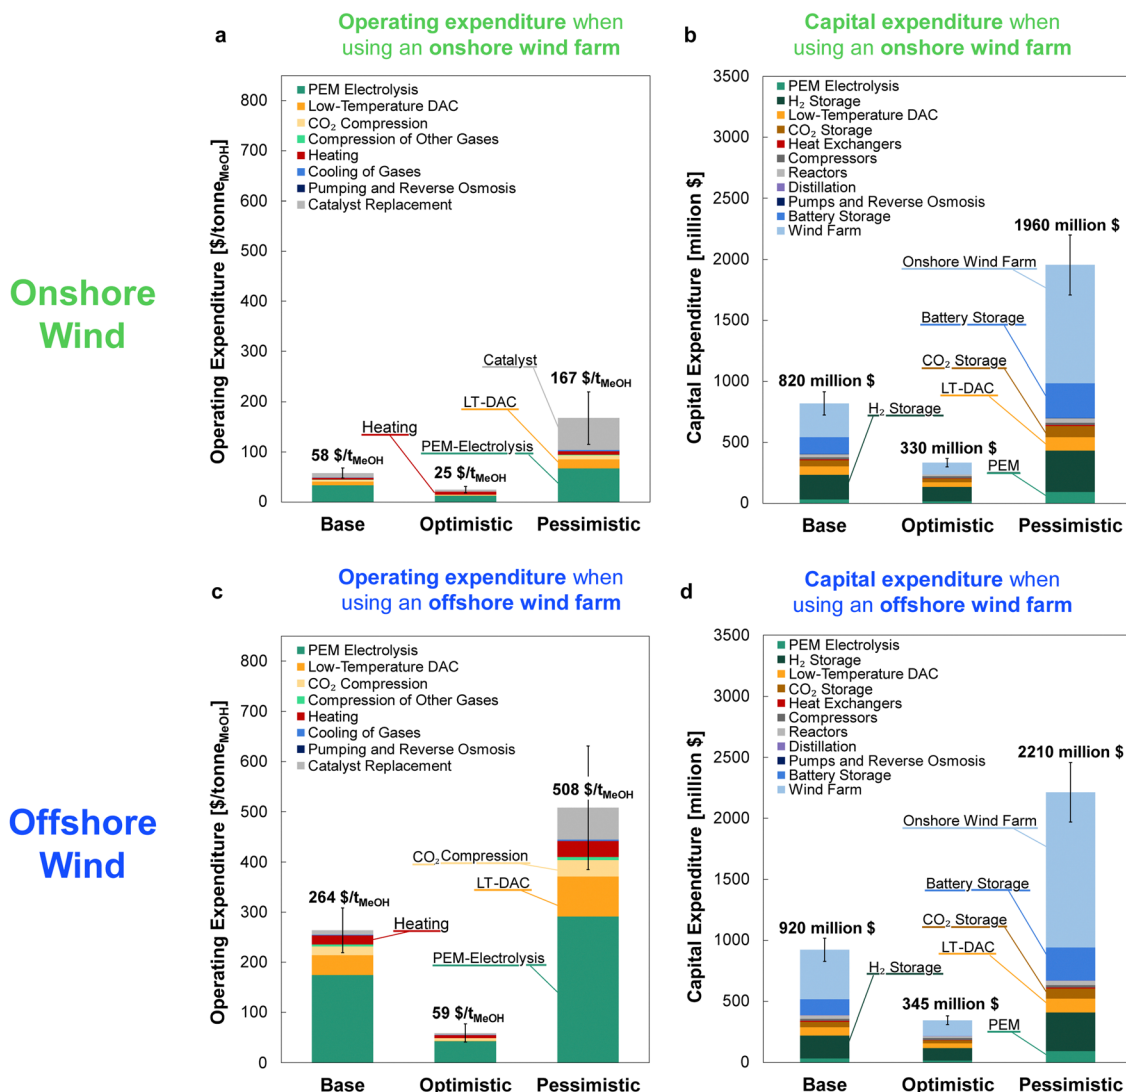 Onshore
Wind
a
Operating expenditure when
using an onshore wind farm
Operating Expenditure [$/tonneMeOH]
800
700
600
500
400
300
200
100
0
PEM Electrolysis
Low-Temperature DAC
CO₂ Compression
Compression of Other Gases
Heating
Cooling of Gases
Pumping and Reverse Osmosis
Catalyst Replacement
Catalyst
167 $/tMeOH
LT-DAC
Heating
PEM-Electrolysis
58 $/tMeOH
25 $/tMeOH
Base
Optimistic
Pessimistic
b
Capital expenditure when
using an onshore wind farm
Capital Expenditure [million $]
3500
3000
2500
2000
1500
1000
500
0
PEM Electrolysis
H₂ Storage
Low-Temperature DAC
CO₂ Storage
Heat Exchangers
Compressors
Reactors
Distillation
Pumps and Reverse Osmosis
Battery Storage
Wind Farm
1960 million $
Onshore Wind Farm
Battery Storage
CO₂ Storage
820 million $
LT-DAC
H₂ Storage
330 million $
PEM
Base
Optimistic
Pessimistic
Offshore
Wind
c
Operating expenditure when
using an offshore wind farm
Operating Expenditure [$/tonneMeOH]
800
700
600
500
400
300
200
100
0
PEM Electrolysis
Low-Temperature DAC
CO₂ Compression
Compression of Other Gases
Heating
Cooling of Gases
Pumping and Reverse Osmosis
Catalyst Replacement
508 $/tMeOH
CO₂ Compression
LT-DAC
264 $/tMeOH
Heating
PEM-Electrolysis
59 $/tMeOH
Base
Optimistic
Pessimistic
d
Capital expenditure when
using an offshore wind farm
Capital Expenditure [million $]
3500
3000
2500
2000
1500
1000
500
0
PEM Electrolysis
H₂ Storage
Low-Temperature DAC
CO₂ Storage
Heat Exchangers
Compressors
Reactors
Distillation
Pumps and Reverse Osmosis
Battery Storage
Wind Farm
2210 million $
Onshore Wind Farm
Battery Storage
CO₂ Storage
920 million $
LT-DAC
H₂ Storage
345 million $
PEM
Base
Optimistic
Pessimistic